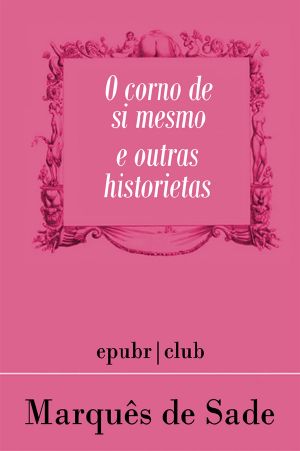 O corno de
si mesmo
e outras
historietas
epubr|club
Marquês de Sade